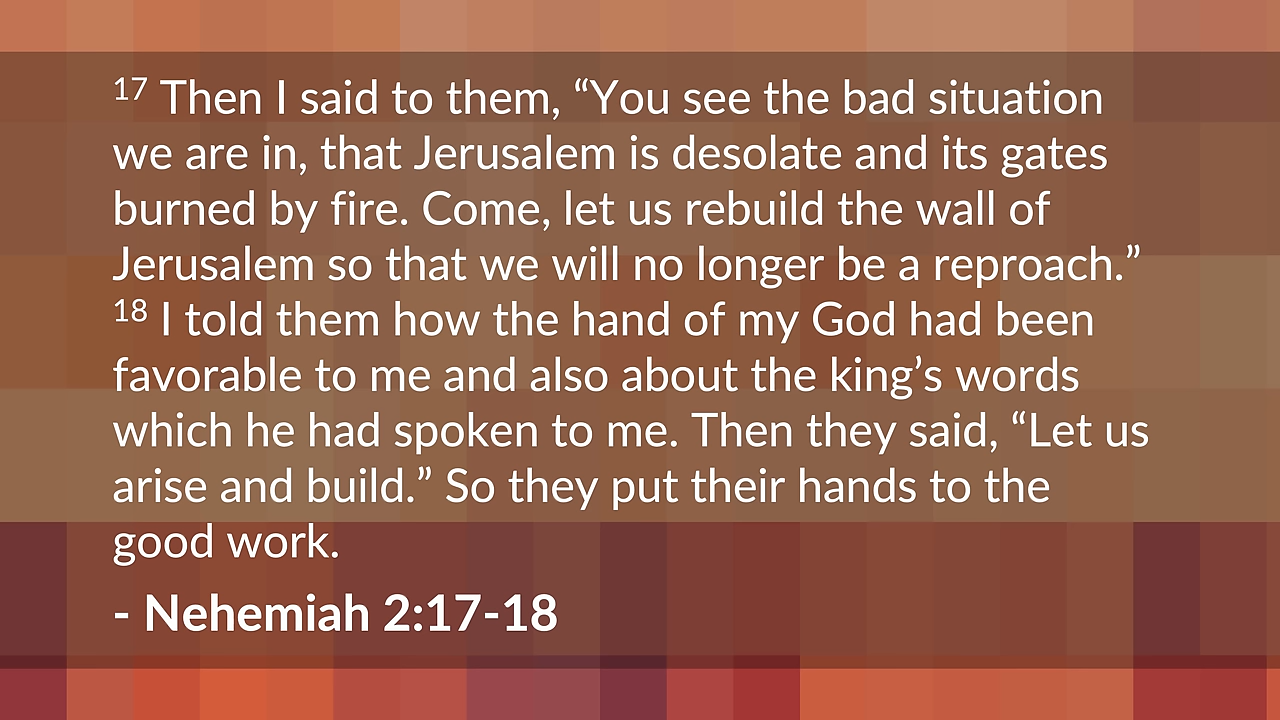 17 Then I said to them, “You see the bad situation
we are in, that Jerusalem is desolate and its gates
burned by fire. Come, let us rebuild the wall of
Jerusalem so that we will no longer be a reproach.”
18 I told them how the hand of my God had been
favorable to me and also about the king’s words
which he had spoken to me. Then they said, “Let us
arise and build.” So they put their hands to the
good work.
- Nehemiah 2:17-18